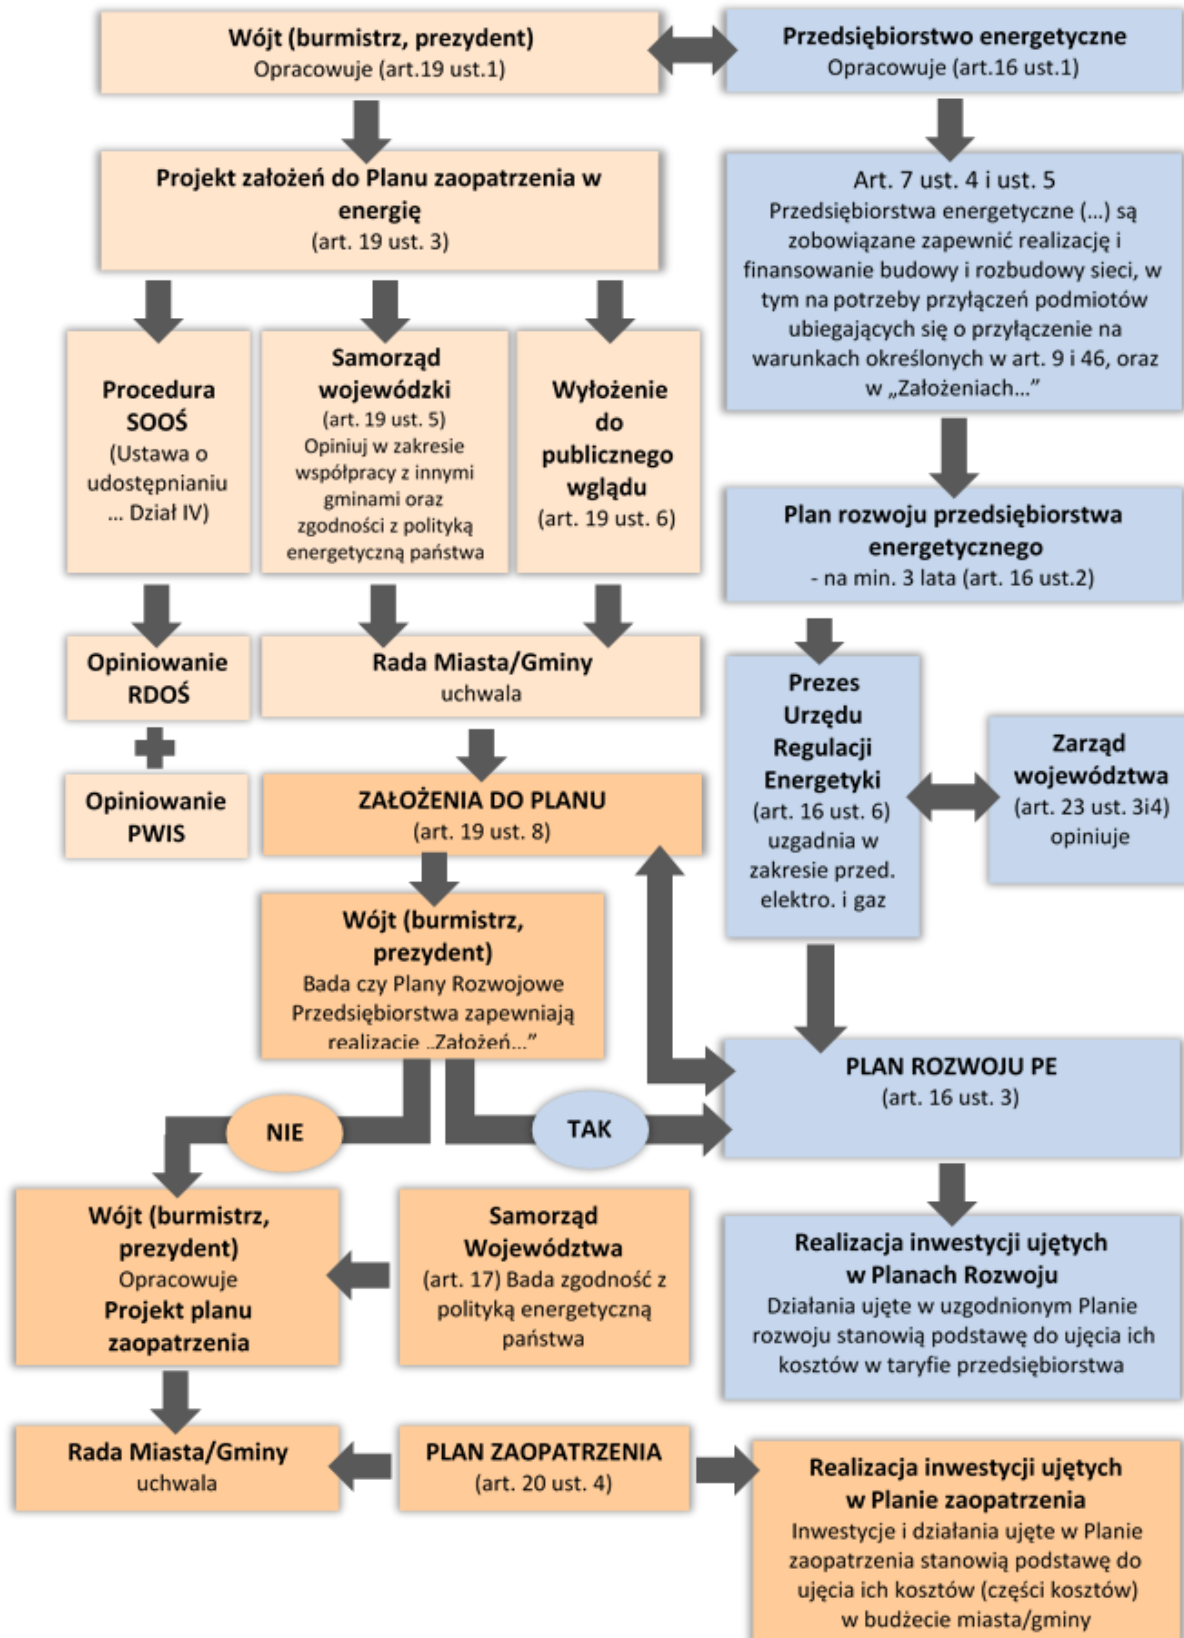 Wójt (burmistrz, prezydent)
Opracowuje (art.19 ust.1)
Przedsiębiorstwo energetyczne
Opracowuje (art.16 ust.1)
Projekt założeń do Planu zaopatrzenia w
energię
(art. 19 ust. 3)
Art. 7 ust. 4 i ust. 5
Przedsiębiorstwa energetyczne (...) są
zobowiązane zapewnić realizację i
finansowanie budowy i rozbudowy sieci, w
tym na potrzeby przyłączeń podmiotów
ubiegających się o przyłączenie na
warunkach określonych w art. 9 i 46, oraz
w „Założeniach...”
Procedura
SOOŚ
(Ustawa o
udostępnianiu
... Dział IV)
Samorząd
wojewódzki
(art. 19 ust. 5)
Opiniuj w zakresie
współpracy z innymi
gminami oraz
zgodności z polityką
energetyczną państwa
Wyłożenie
do
publicznego
wglądu
(art. 19 ust. 6)
Plan rozwoju przedsiębiorstwa
energetycznego
- na min. 3 lata (art. 16 ust.2)
Opiniowanie
RDOŚ
Rada Miasta/Gminy
uchwala
Prezes
Urzędu
Regulacji
Energetyki
(art. 16 ust. 6)
uzgadnia w
zakresie przed.
elektro. i gaz
Zarząd
województwa
(art. 23 ust. 3i4)
opiniuje
Opiniowanie
PWIS
ZAŁOŻENIA DO PLANU
(art. 19 ust. 8)
Wójt (burmistrz,
prezydent)
Bada czy Plany Rozwojowe
Przedsiębiorstwa zapewniają
realizacie „Założeń...”
PLAN ROZWOJU PE
(art. 16 ust. 3)
NIE
TAK
Wójt (burmistrz,
prezydent)
Opracowuje
Projekt planu
zaopatrzenia
Samorząd
Województwa
(art. 17) Bada zgodność z
polityką energetyczną
państwa
Realizacja inwestycji ujętych
w Planach Rozwoju
Działania ujęte w uzgodnionym Planie
rozwoju stanowią podstawę do ujęcia ich
kosztów w taryfie przedsiębiorstwa
Rada Miasta/Gminy
uchwala
PLAN ZAOPATRZENIA
(art. 20 ust. 4)
Realizacja inwestycji ujętych
w Planie zaopatrzenia
Inwestycje i działania ujęte w Planie
zaopatrzenia stanowią podstawę do
ujęcia ich kosztów (części kosztów)
w budżecie miasta/gminy